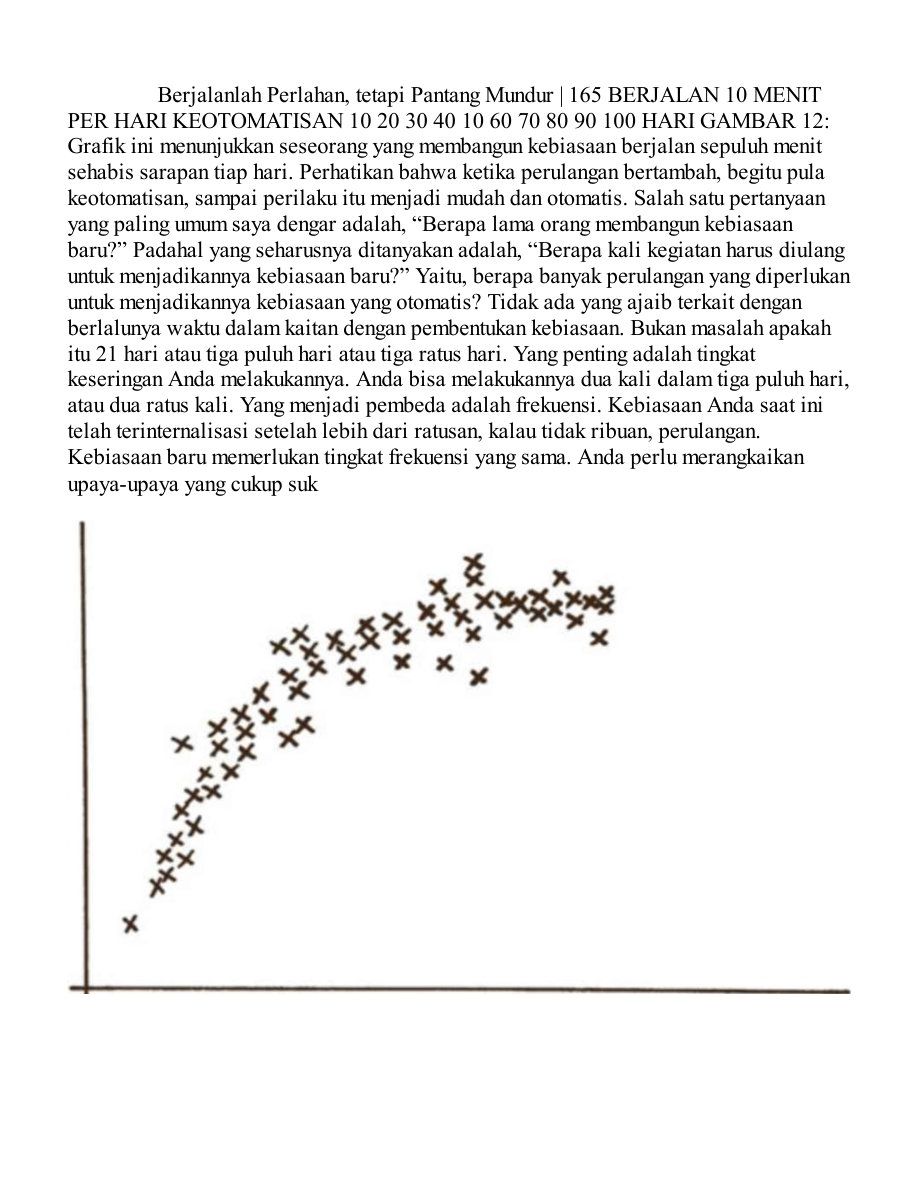 Berjalanlah Perlahan, tetapi Pantang Mundur | 165 BERJALAN 10 MENIT
PER HARI KEOTOMATISAN 10 20 30 40 10 60 70 80 90 100 HARI GAMBAR 12:
Grafik ini menunjukkan seseorang yang membangun kebiasaan berjalan sepuluh menit
sehabis sarapan tiap hari. Perhatikan bahwa ketika perulangan bertambah, begitu pula
keotomatisan, sampai perilaku itu menjadi mudah dan otomatis. Salah satu pertanyaan
yang paling umum saya dengar adalah, “Berapa lama orang membangun kebiasaan
baru?” Padahal yang seharusnya ditanyakan adalah, “Berapa kali kegiatan harus diulang
untuk menjadikannya kebiasaan baru?” Yaitu, berapa banyak perulangan yang diperlukan
untuk menjadikannya kebiasaan yang otomatis? Tidak ada yang ajaib terkait dengan
berlalunya waktu dalam kaitan dengan pembentukan kebiasaan. Bukan masalah apakah
itu 21 hari atau tiga puluh hari atau tiga ratus hari. Yang penting adalah tingkat
keseringan Anda melakukannya. Anda bisa melakukannya dua kali dalam tiga puluh hari,
atau dua ratus kali. Yang menjadi pembeda adalah frekuensi. Kebiasaan Anda saat ini
telah terinternalisasi setelah lebih dari ratusan, kalau tidak ribuan, perulangan.
Kebiasaan baru memerlukan tingkat frekuensi yang sama. Anda perlu merangkaikan
upaya-upaya yang cukup suk